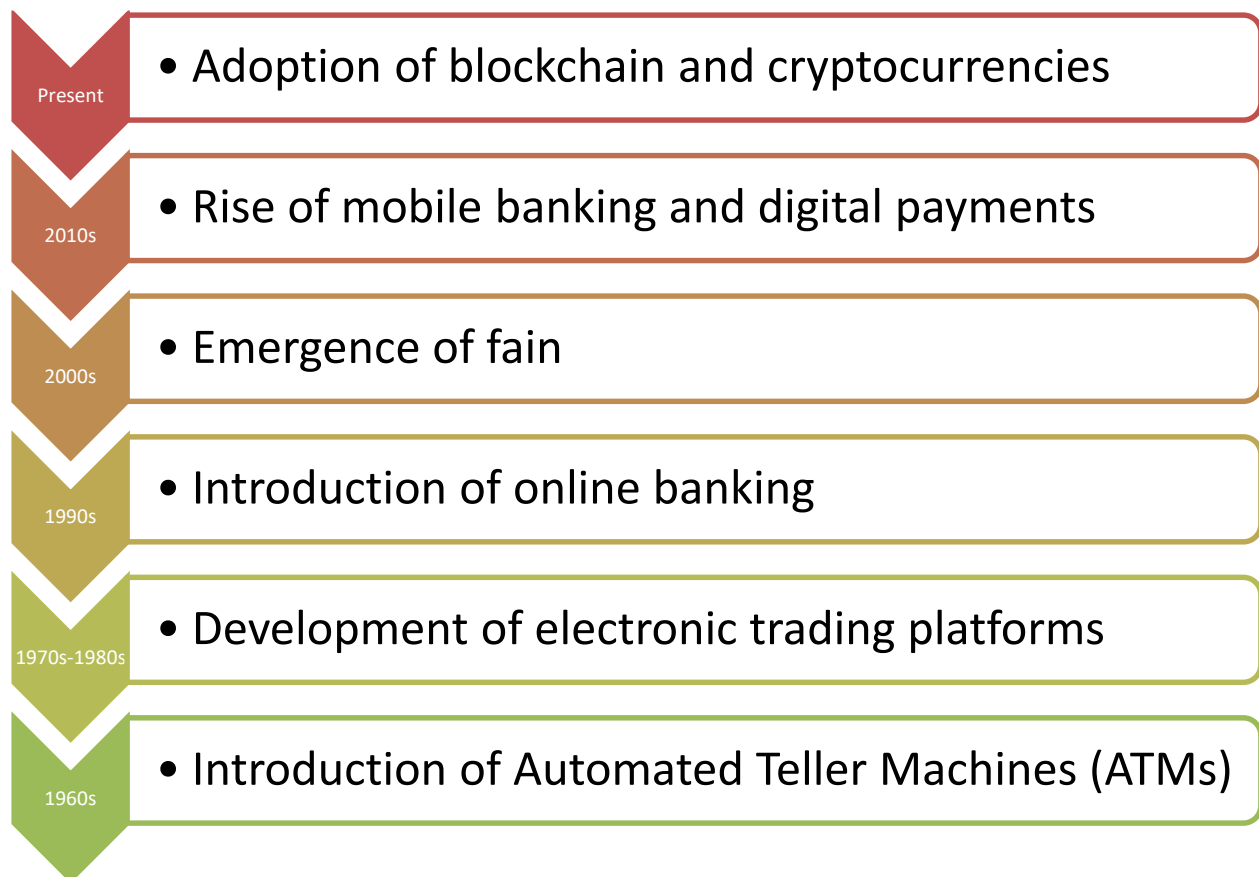 Present
• Adoption of blockchain and cryptocurrencies
2010s
• Rise of mobile banking and digital payments
2000s
• Emergence of fain
1990s
• Introduction of online banking
1970s-1980s
• Development of electronic trading platforms
1960s
• Introduction of Automated Teller Machines (ATMs)